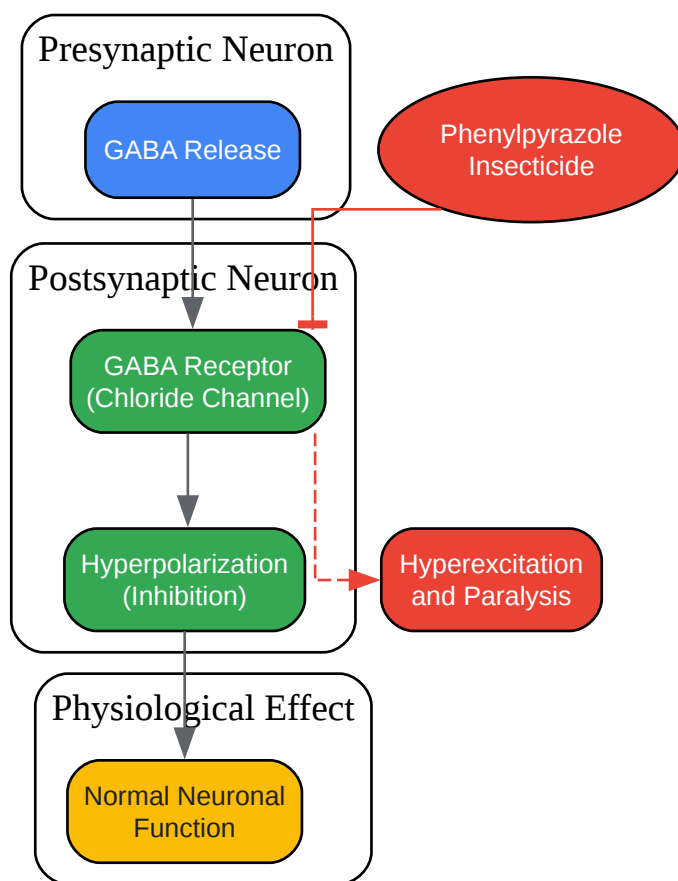 Presynaptic Neuron
GABA Release
Phenylpyrazole
Insecticide
Postsynaptic Neuron
GABA Receptor
(Chloride Channel)
Hyperpolarization
(Inhibition)
Hyperexcitation
and Paralysis
Physiological Effect
Normal Neuronal
Function